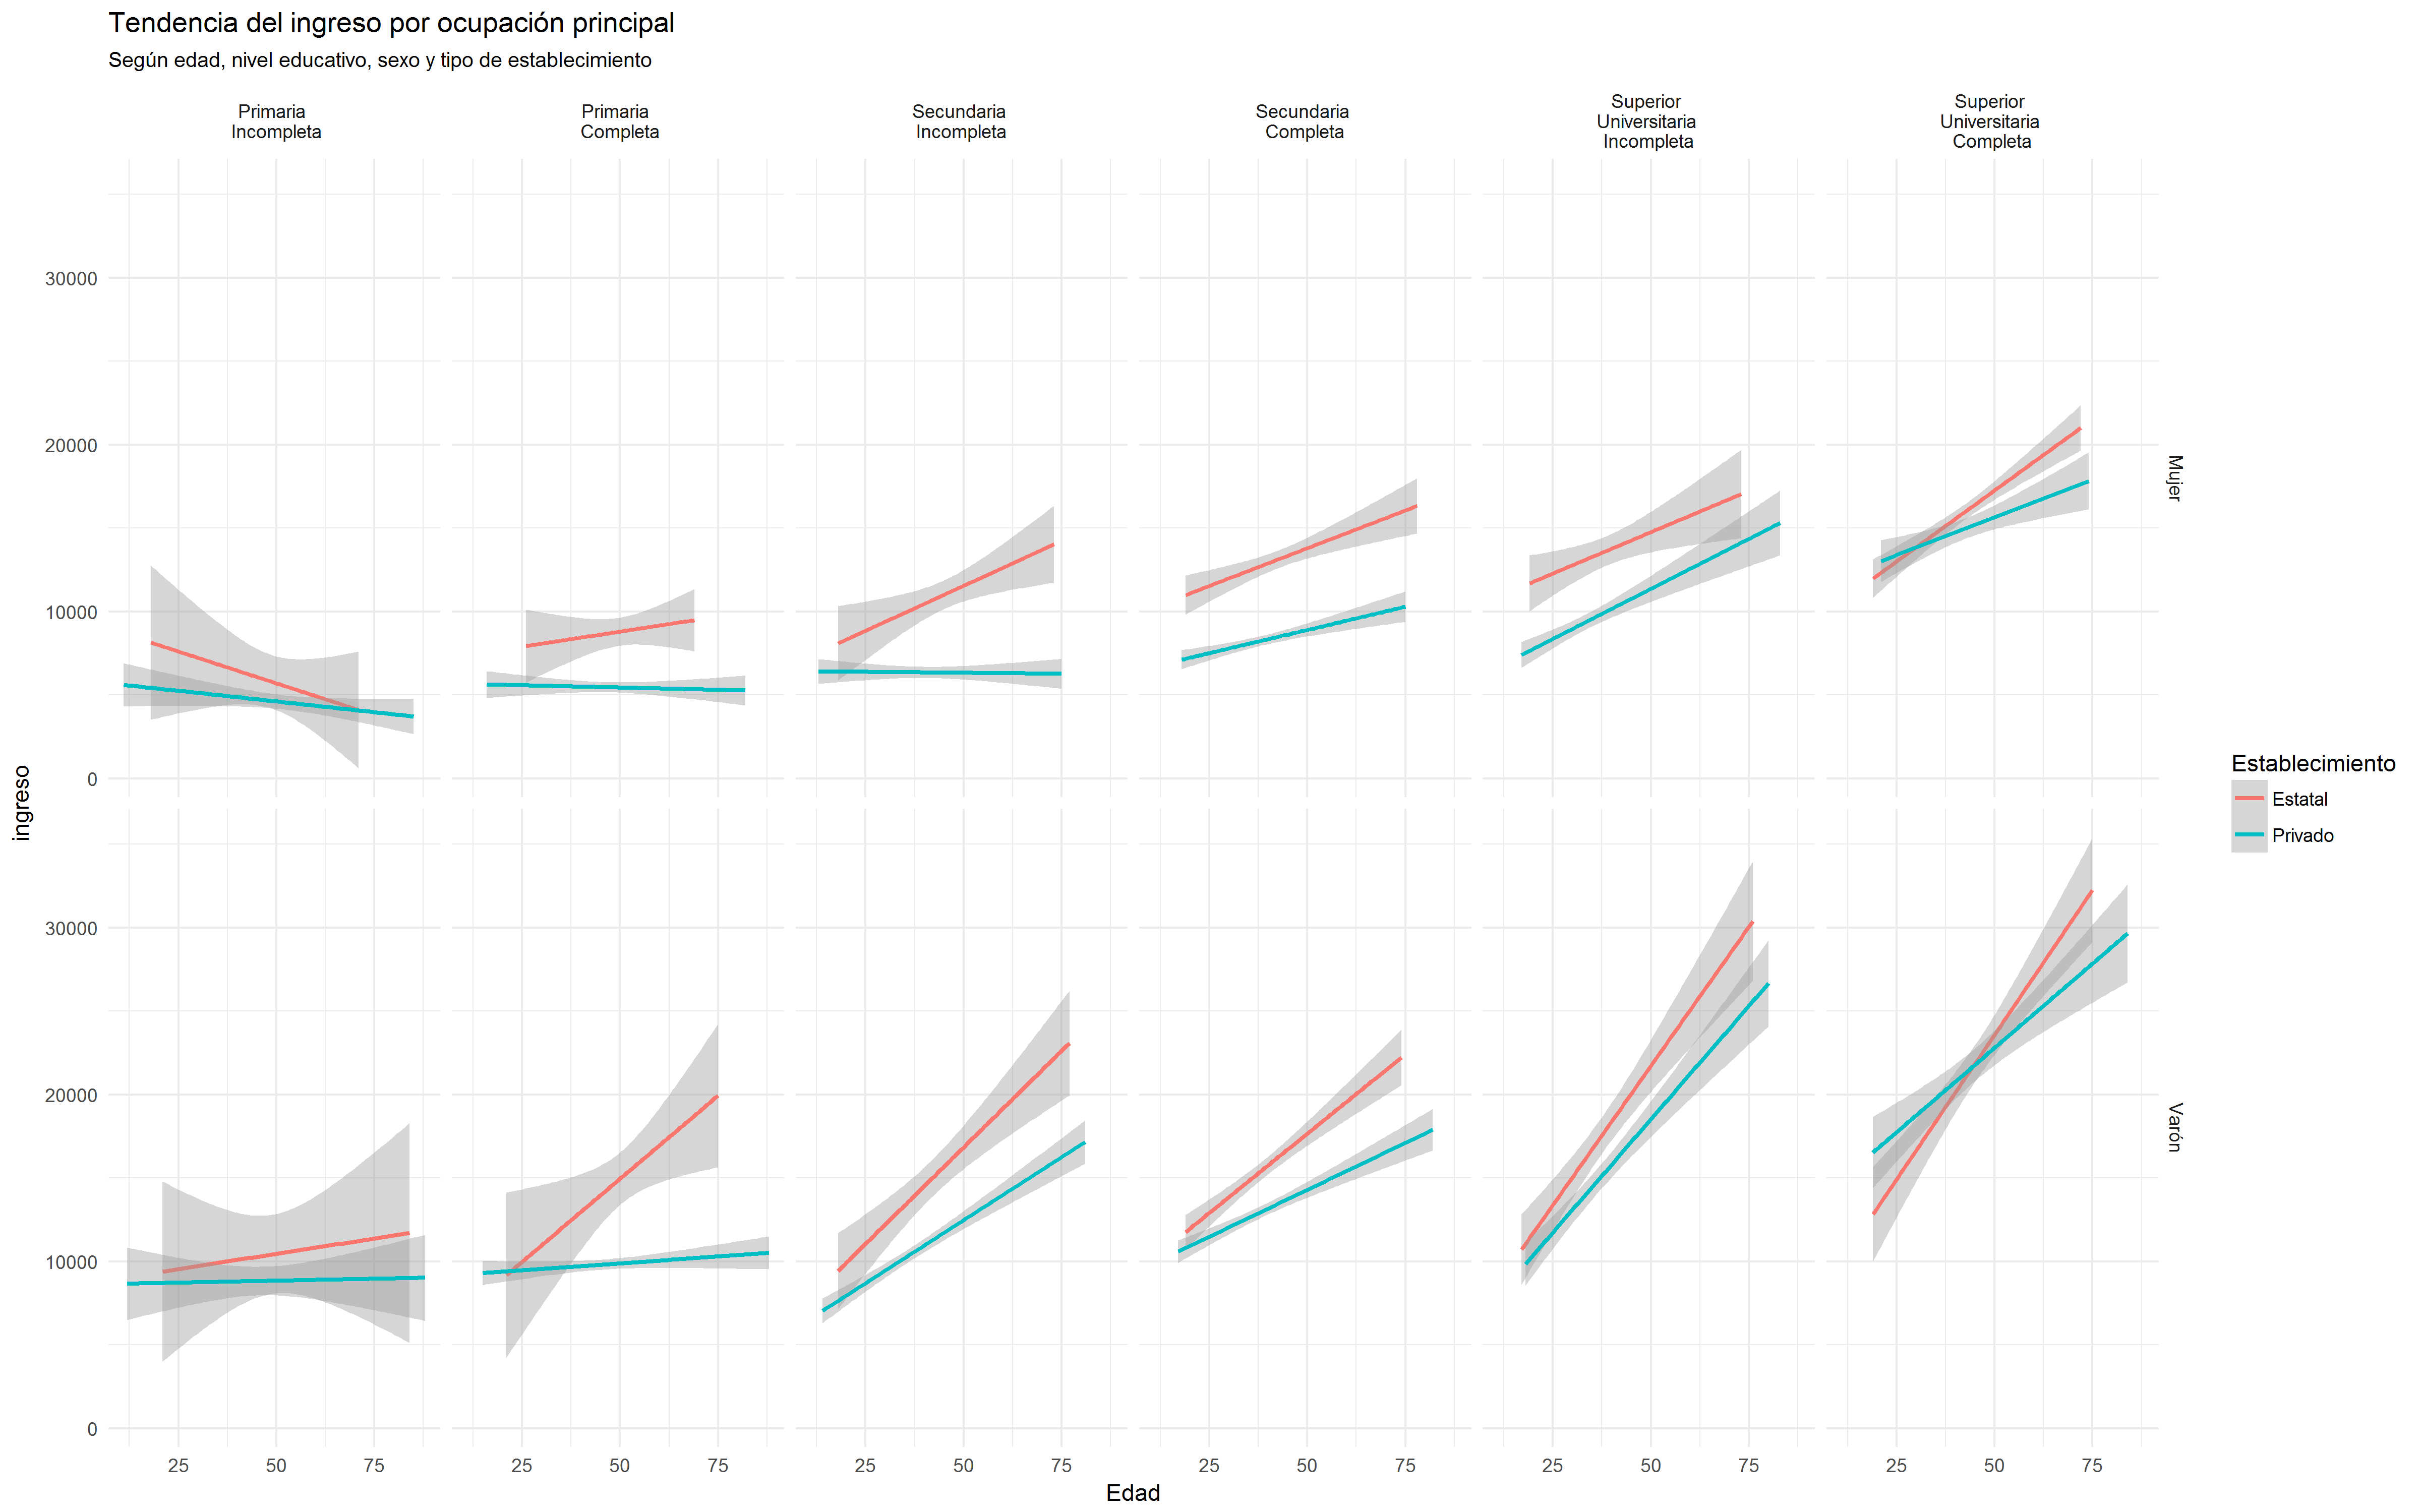 Tendencia del ingreso por ocupación principal
Según edad, nivel educativo, sexo y tipo de establecimiento
Primaria
Incompleta
Primaria
Completa
Secundaria
Incompleta
Secundaria
Completa
Superior
Universitaria
Incompleta
Superior
Universitaria
Completa
30000
20000
10000
0
Mujer
ingreso
30000
20000
10000
0
Varón
25 50 75 25 50 75 25 50 75 25 50 75 25 50 75 25 50 75
Edad
Establecimiento
Estatal
Privado